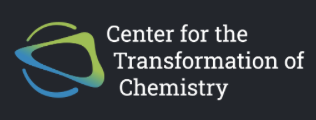 Center for the
Transformation of
Chemistry